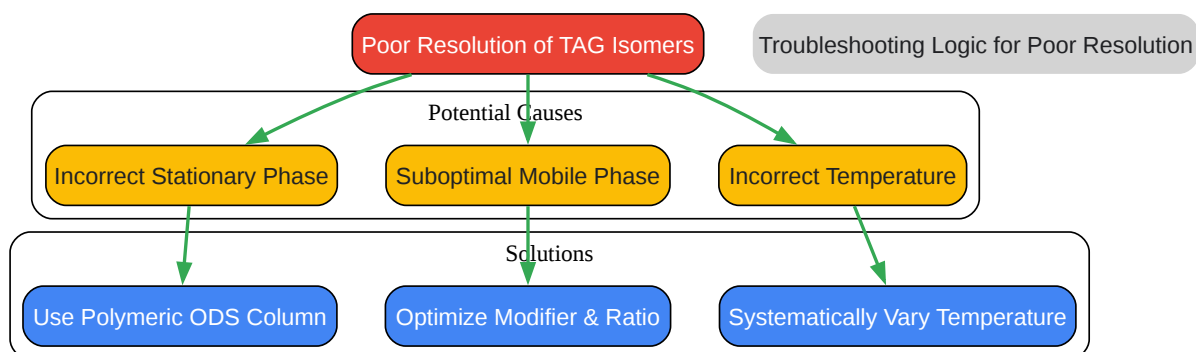 Poor Resolution of TAG Isomers
Troubleshooting Logic for Poor Resolution
Potential Causes
Incorrect Stationary Phase
Suboptimal Mobile Phase
Incorrect Temperature
Solutions
Use Polymeric ODS Column
Optimize Modifier & Ratio
Systematically Vary Temperature